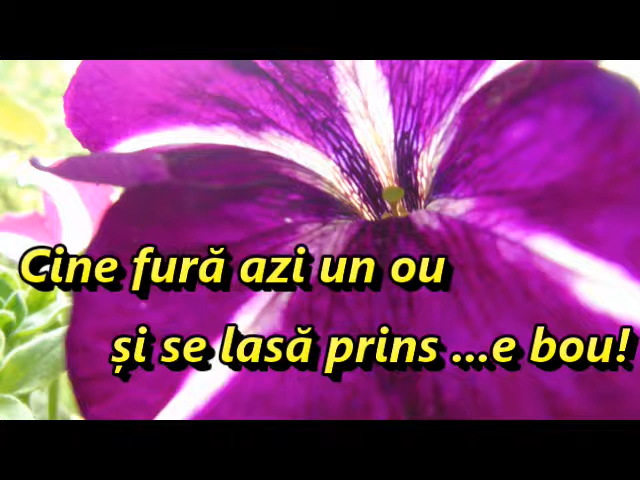 Cine fură azi un ou
și se lasă prins ...e bou!